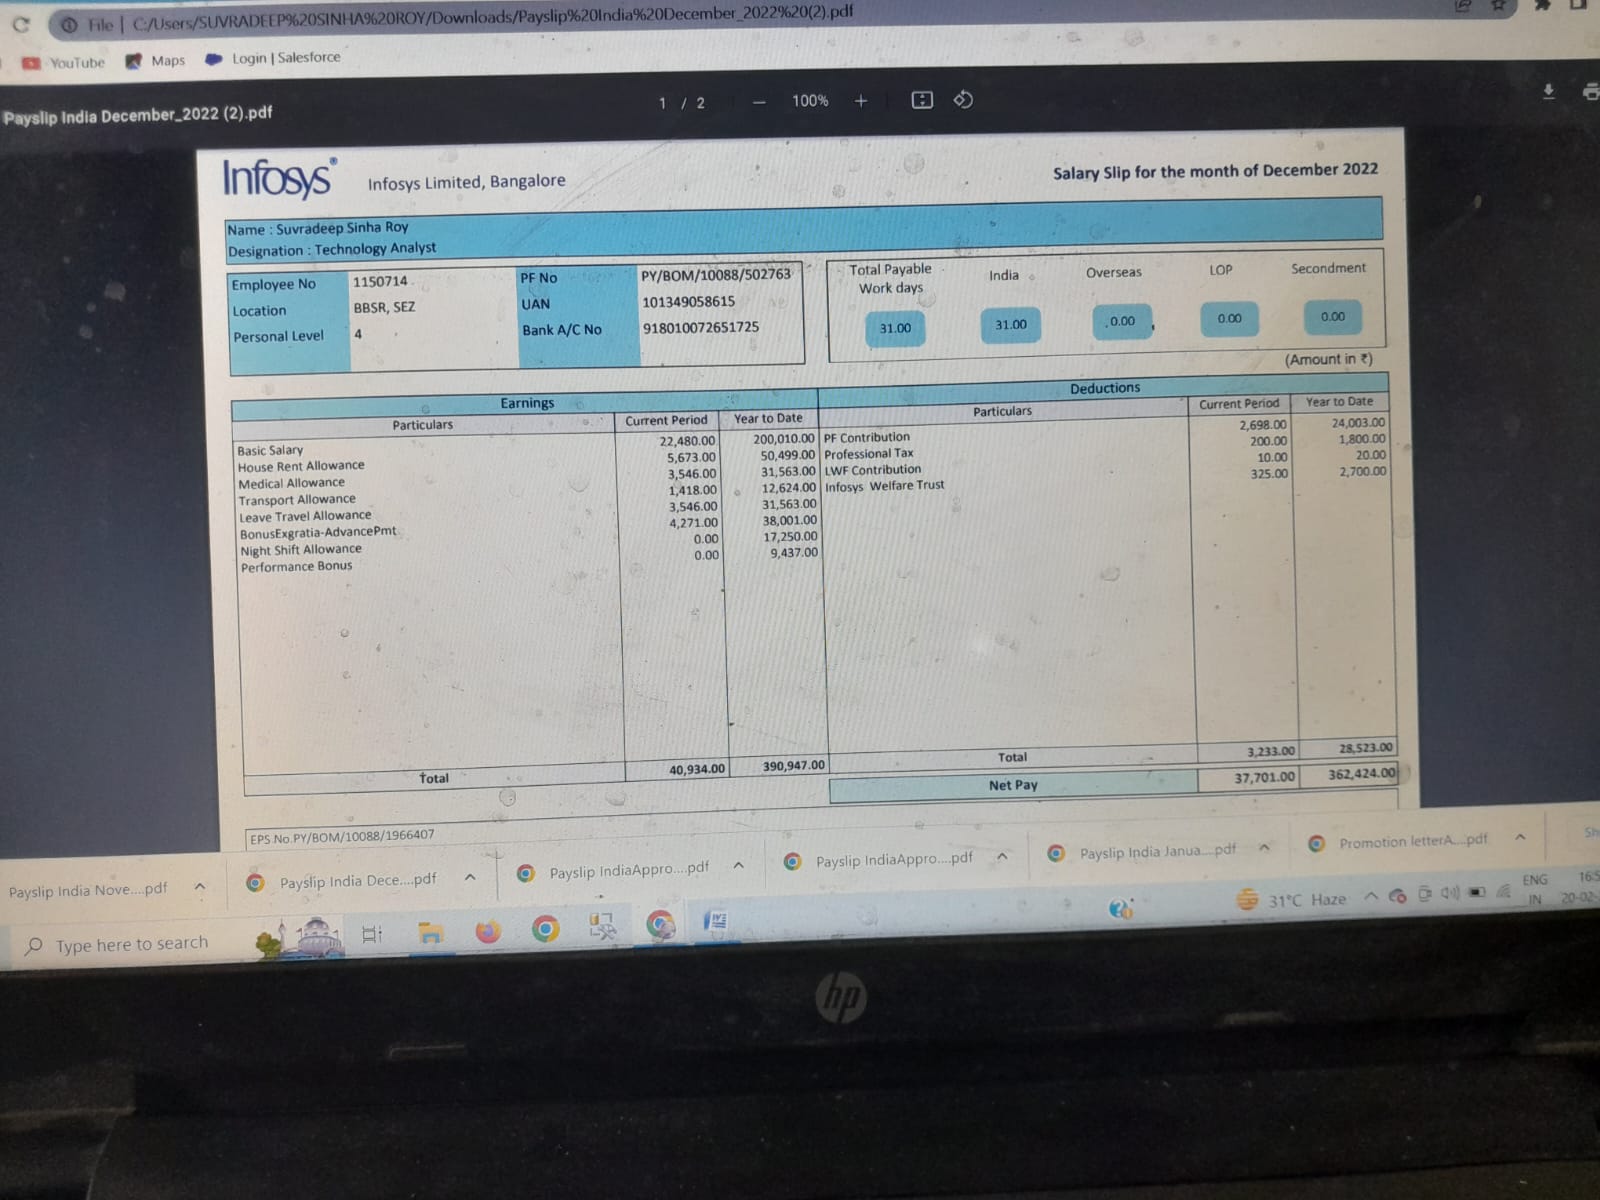 File | C:/Users/SUVRADEEP%20SINHA%20ROY/Downloads/Payslip%20India%20December_2022%20(2).pdf
YouTube Maps Login | Salesforce
Payslip India December_2022 (2).pdf 1 / 2 — 100% +
Infosys® Infosys Limited, Bangalore Salary Slip for the month of December 2022
Name : Suvradeep Sinha Roy
Designation : Technology Analyst
Employee No 1150714 PF No PY/BOM/10088/502763
Location BBSR, SEZ UAN 101349058615
Personal Level 4 Bank A/C No 918010072651725
Total Payable Work days India Overseas LOP Secondment
31.00 31.00 0.00 0.00 0.00
(Amount in ₹)
Earnings Deductions
Particulars Current Period Year to Date Particulars Current Period Year to Date
Basic Salary 22,480.00 200,010.00 PF Contribution 2,698.00 24,003.00
House Rent Allowance 5,673.00 50,499.00 Professional Tax 200.00 1,800.00
Medical Allowance 3,546.00 31,563.00 LWF Contribution 10.00 20.00
Transport Allowance 1,418.00 12,624.00 Infosys Welfare Trust 325.00 2,700.00
Leave Travel Allowance 3,546.00 31,563.00
BonusExgratia-AdvancePmt 4,271.00 38,001.00
Night Shift Allowance 0.00 17,250.00
Performance Bonus 0.00 9,437.00
Total 40,934.00 390,947.00 Total 3,233.00 28,523.00
Net Pay 37,701.00 362,424.00
EPS No.PY/BOM/10088/1966407
Payslip India Nove....pdf Payslip India Dece....pdf Payslip IndiaAppro....pdf Payslip IndiaAppro....pdf Payslip India Janua....pdf Promotion letterA....pdf
Type here to search 31°C Haze ENG
IN
hp